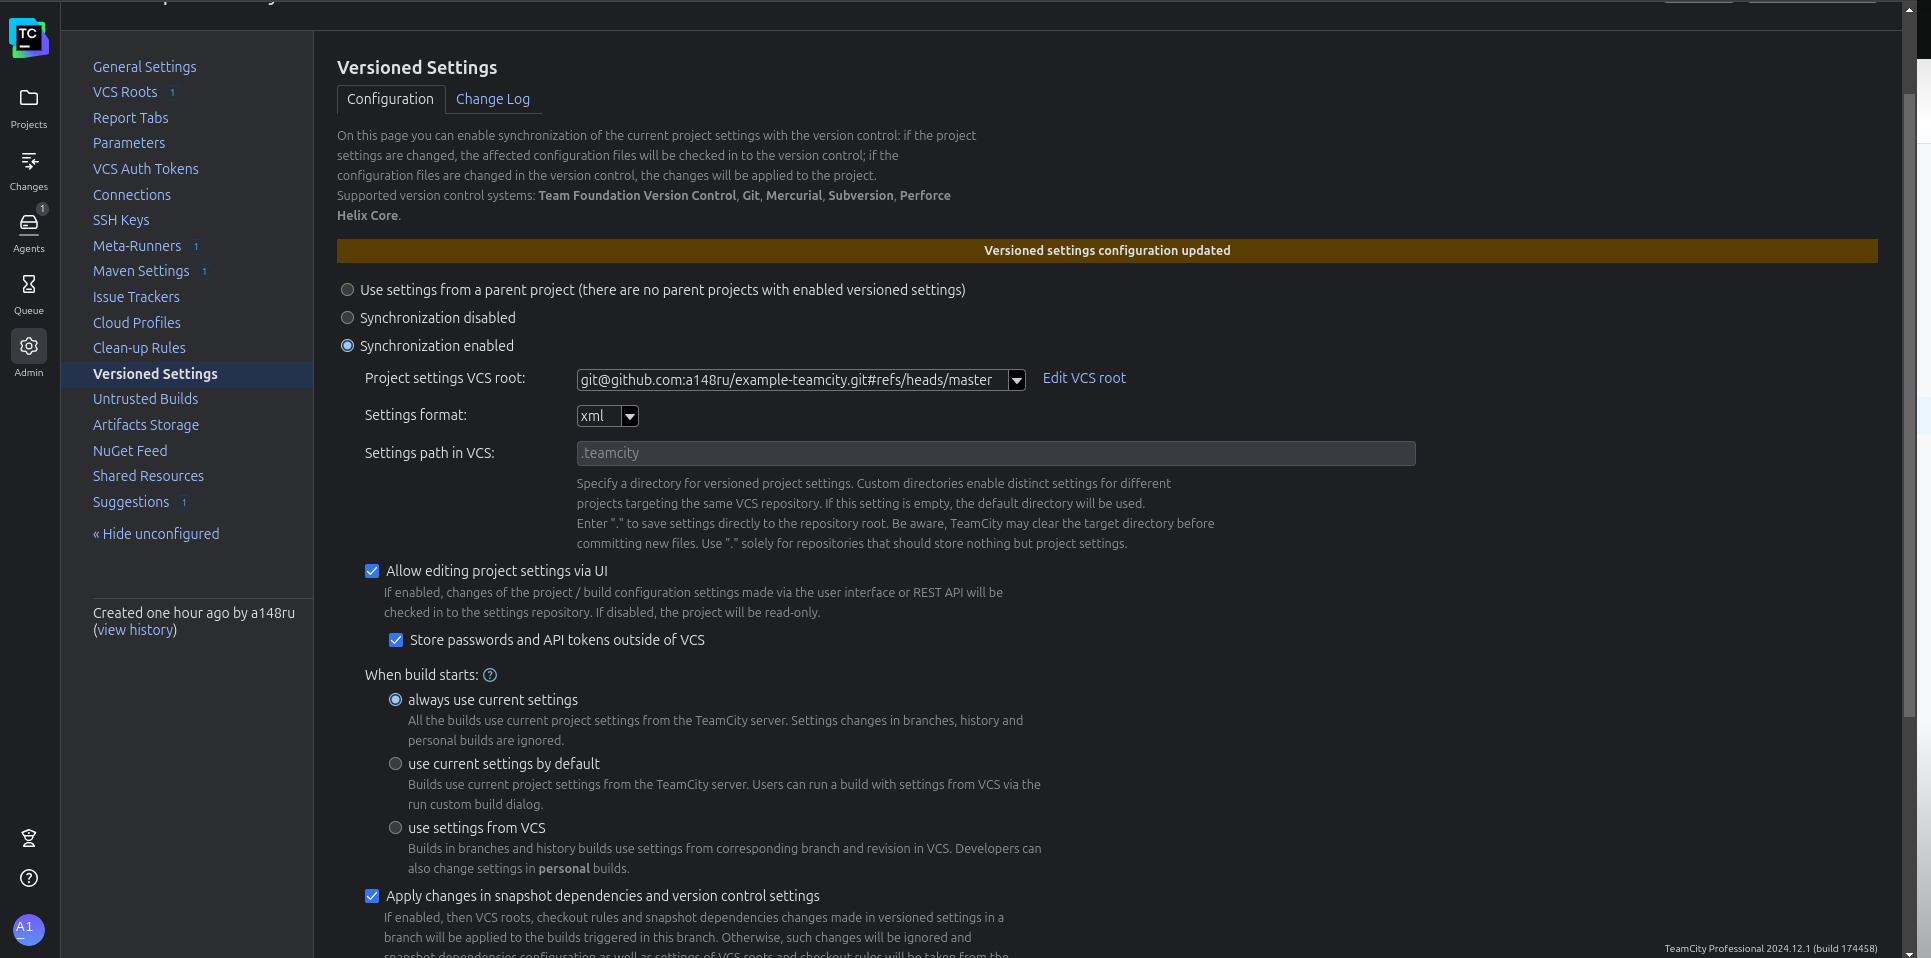 TC
Projects
Changes
1
Agents
Queue
Admin
A1
General Settings
VCS Roots 1
Report Tabs
Parameters
VCS Auth Tokens
Connections
SSH Keys
Meta-Runners 1
Maven Settings 1
Issue Trackers
Cloud Profiles
Clean-up Rules
Versioned Settings
Untrusted Builds
Artifacts Storage
NuGet Feed
Shared Resources
Suggestions 1
« Hide unconfigured
Created one hour ago by a148ru
(view history)
Versioned Settings
Configuration Change Log
On this page you can enable synchronization of the current project settings with the version control: if the project
settings are changed, the affected configuration files will be checked in to the version control; if the
configuration files are changed in the version control, the changes will be applied to the project.
Supported version control systems: Team Foundation Version Control, Git, Mercurial, Subversion, Perforce
Helix Core.
Versioned settings configuration updated
Use settings from a parent project (there are no parent projects with enabled versioned settings)
Synchronization disabled
Synchronization enabled
Project settings VCS root: git@github.com:a148ru/example-teamcity.git#refs/heads/master Edit VCS root
Settings format: xml
Settings path in VCS: .teamcity
Specify a directory for versioned project settings. Custom directories enable distinct settings for different
projects targeting the same VCS repository. If this setting is empty, the default directory will be used.
Enter "." to save settings directly to the repository root. Be aware, TeamCity may clear the target directory before
committing new files. Use "." solely for repositories that should store nothing but project settings.
Allow editing project settings via UI
If enabled, changes of the project / build configuration settings made via the user interface or REST API will be
checked in to the settings repository. If disabled, the project will be read-only.
Store passwords and API tokens outside of VCS
When build starts: ?
always use current settings
All the builds use current project settings from the TeamCity server. Settings changes in branches, history and
personal builds are ignored.
use current settings by default
Builds use current project settings from the TeamCity server. Users can run a build with settings from VCS via the
run custom build dialog.
use settings from VCS
Builds in branches and history builds use settings from corresponding branch and revision in VCS. Developers can
also change settings in personal builds.
Apply changes in snapshot dependencies and version control settings
If enabled, then VCS roots, checkout rules and snapshot dependencies changes made in versioned settings in a
branch will be applied to the builds triggered in this branch. Otherwise, such changes will be ignored and
snapshot dependencies configuration as well as settings of VCS roots and checkout rules will be taken from the
TeamCity Professional 2024.12.1 (build 174458)